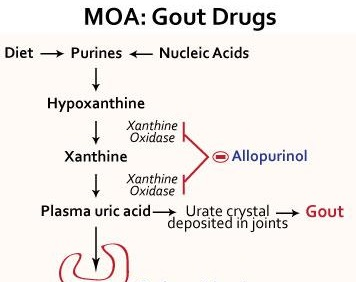 MOA: Gout Drugs
Diet → Purines ← Nucleic Acids
Hypoxanthine
Xanthine
Oxidase
Xanthine
Allopurinol
Xanthine
Oxidase
Plasma uric acid → Urate crystal → Gout
deposited in joints